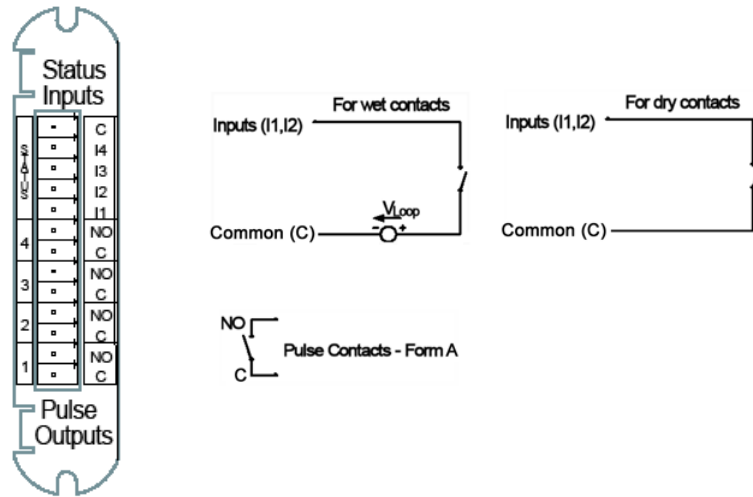 Status
Inputs
STATUS
C
I4
I3
I2
I1
4
NO
C
3
NO
C
2
NO
C
1
NO
C
Pulse
Outputs
For wet contacts
Inputs (I1,I2)
VLoop
- +
Common (C)
For dry contacts
Inputs (I1,I2)
Common (C)
NO
Pulse Contacts - Form A
C